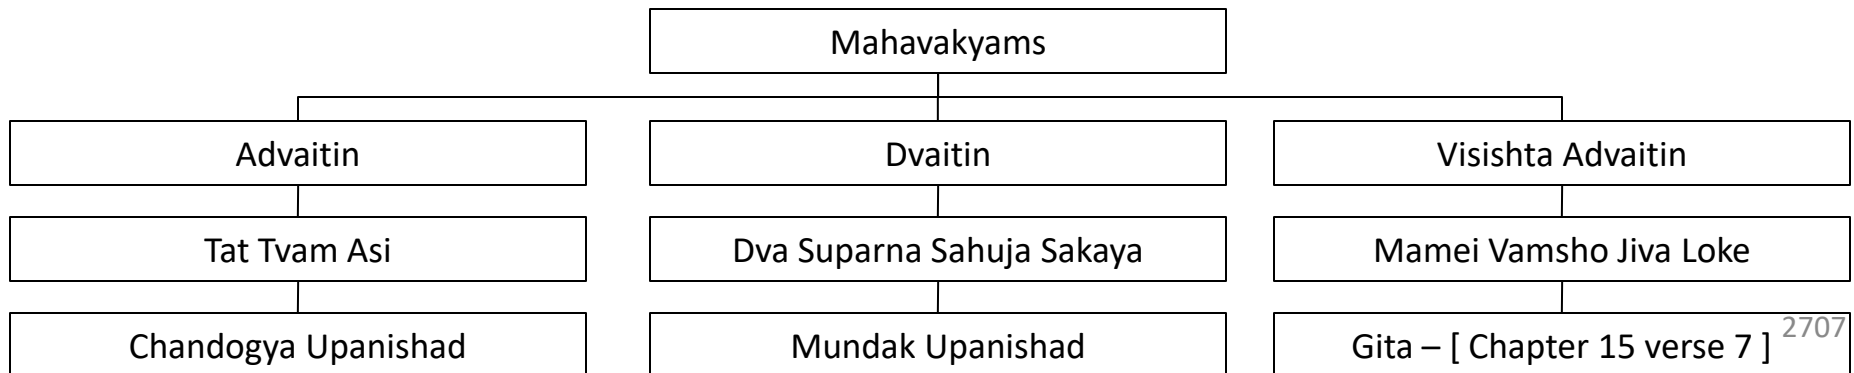 Mahavakyams
Advaitin
Dvaitin
Visishta Advaitin
Tat Tvam Asi
Dva Suparna Sahuja Sakaya
Mamei Vamsho Jiva Loke
Chandogya Upanishad
Mundak Upanishad
Gita – [ Chapter 15 verse 7 ]
2707